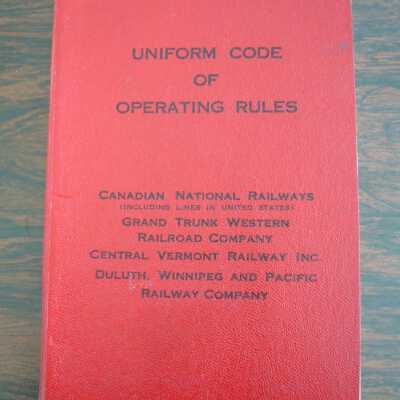 UNIFORM CODE
OF
OPERATING RULES
CANADIAN NATIONAL RAILWAYS
(INCLUDING LINES IN UNITED STATES)
GRAND TRUNK WESTERN
RAILROAD COMPANY
CENTRAL VERMONT RAILWAY INC.
DULUTH, WINNIPEG AND PACIFIC
RAILWAY COMPANY